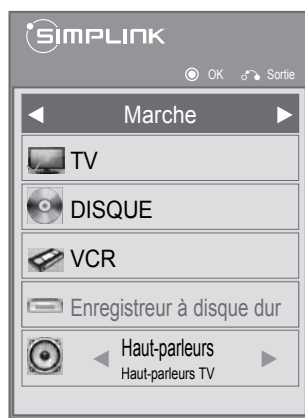 SIMPLINK
OK Sortie
Marche
TV
DISQUE
VCR
Enregistreur à disque dur
Haut-parleurs
Haut-parleurs TV